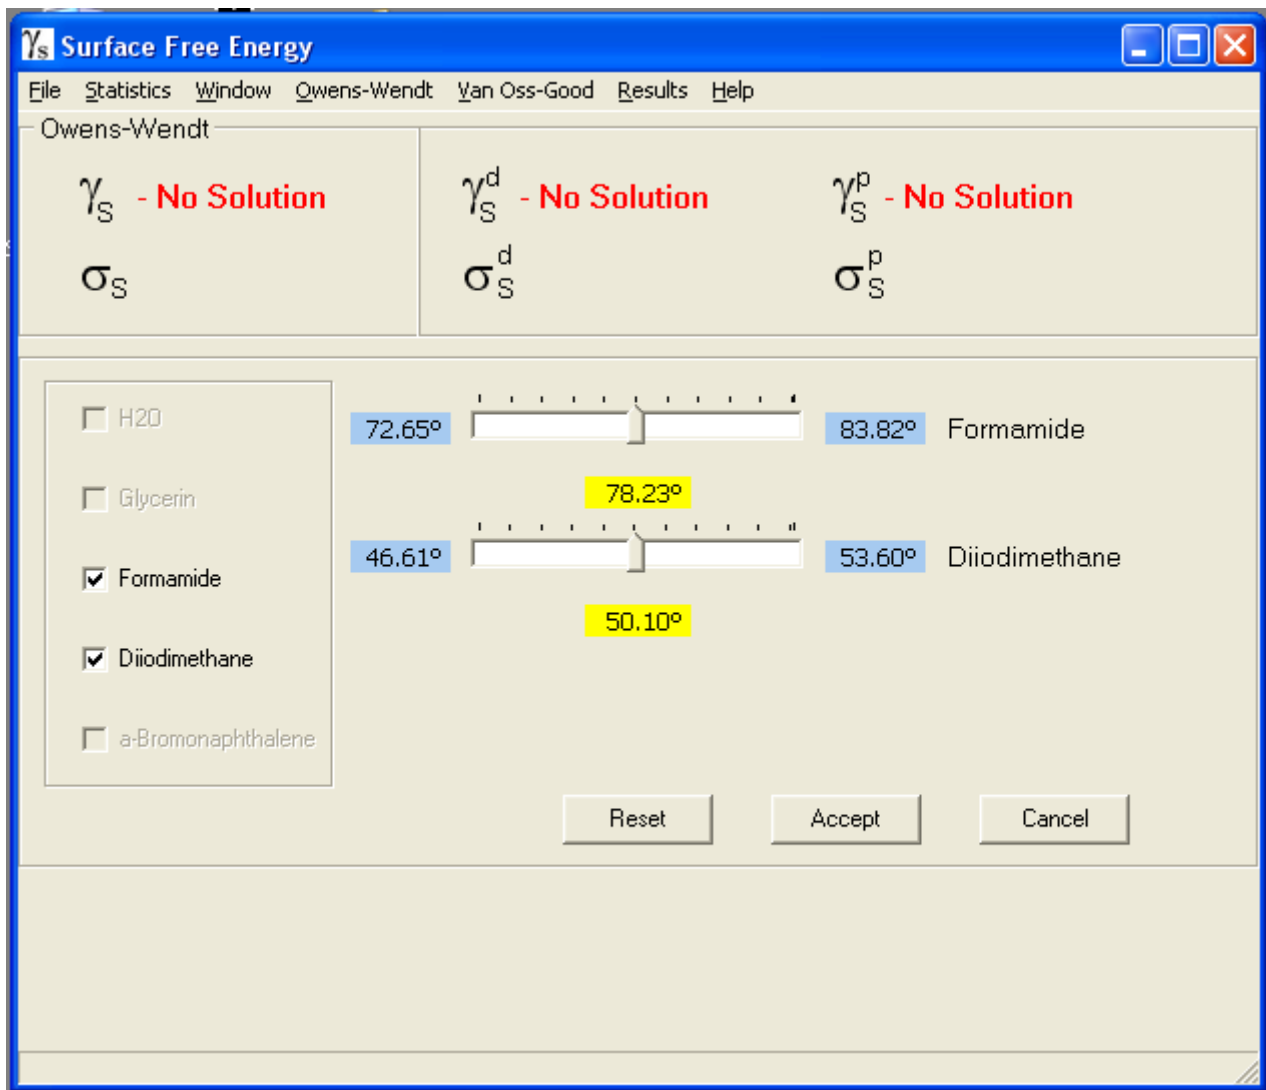 γs Surface Free Energy
File Statistics Window Owens-Wendt Van Oss-Good Results Help
Owens-Wendt
γS - No Solution γSd - No Solution γSp - No Solution
σS σSd σSp
H2O 72.65º 83.82º Formamide
Glycerin 78.23º
46.61º 53.60º Diiodimethane
Formamide
50.10º
Diiodimethane
a-Bromonaphthalene
Reset Accept Cancel